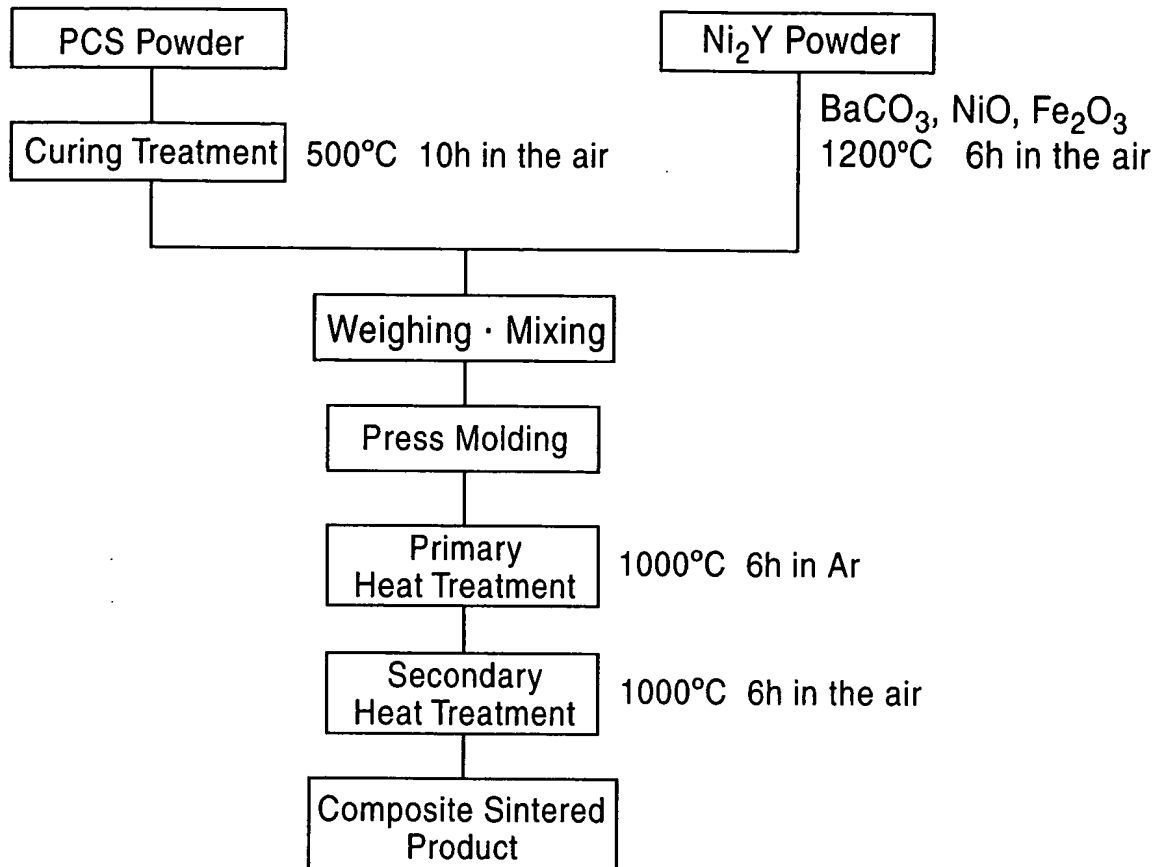 PCS Powder
Ni₂Y Powder
BaCO₃, NiO, Fe₂O₃
1200°C 6h in the air
Curing Treatment
500°C 10h in the air
Weighing · Mixing
Press Molding
Primary
Heat Treatment
1000°C 6h in Ar
Secondary
Heat Treatment
1000°C 6h in the air
Composite Sintered
Product